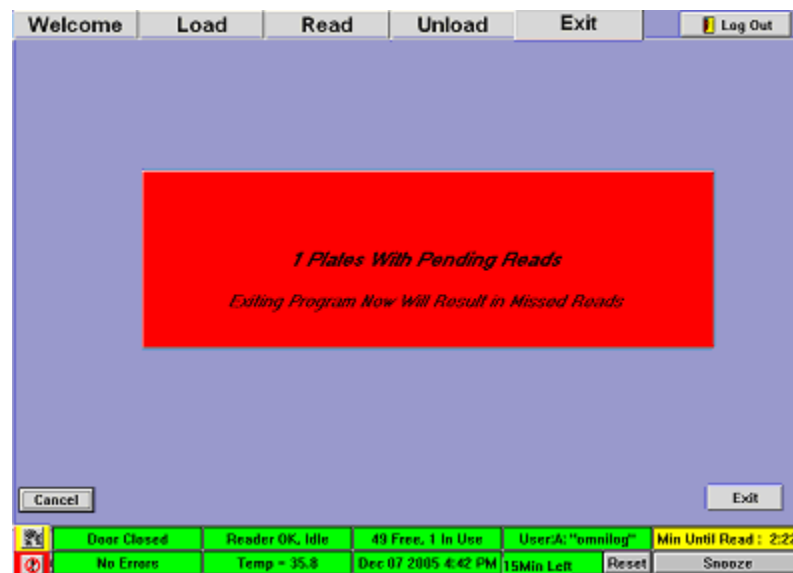 Welcome Load Read Unload Exit Log Out
1 Plates With Pending Reads
Exiting Program Now Will Result in Missed Reads
Cancel Exit
Door Closed Reader OK, Idle 49 Free, 1 In Use User:A: "omnilog" Min Until Read : 2:22
No Errors Temp = 35.8 Dec 07 2005 4:42 PM 15Min Left Reset Snooze